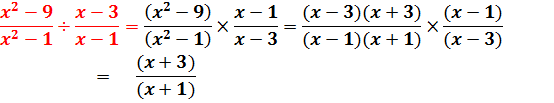 x² − 9 / x² − 1 ÷ x − 3 / x − 1 = (x² − 9) / (x² − 1) × x − 1 / x − 3 = (x − 3)(x + 3) / (x − 1)(x + 1) × (x − 1) / (x − 3)
= (x + 3) / (x + 1)